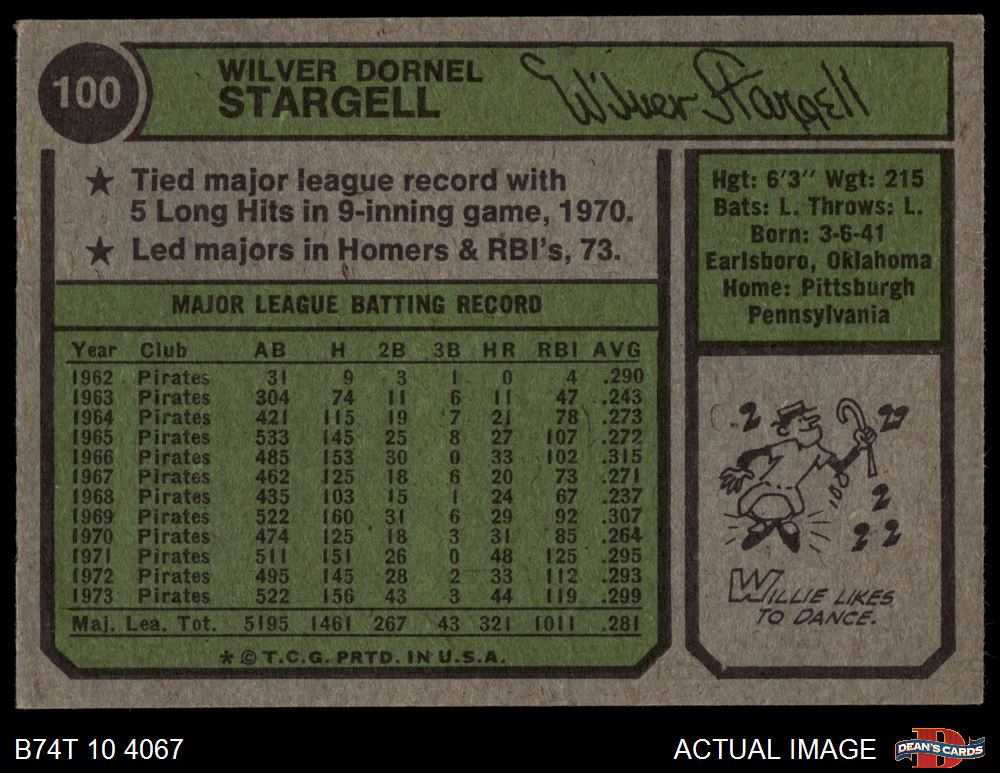 100
WILVER DORNEL
STARGELL
Wilver Stargell
★ Tied major league record with
5 Long Hits in 9-inning game, 1970.
★ Led majors in Homers & RBI's, 73.
MAJOR LEAGUE BATTING RECORD
Year Club AB H 2B 3B HR RBI AVG
1962 Pirates 31 9 3 1 0 4 .290
1963 Pirates 304 74 11 6 11 47 .243
1964 Pirates 421 115 19 7 21 78 .273
1965 Pirates 533 145 25 8 27 107 .272
1966 Pirates 485 153 30 0 33 102 .315
1967 Pirates 462 125 18 6 20 73 .271
1968 Pirates 435 103 15 1 24 67 .237
1969 Pirates 522 160 31 6 29 92 .307
1970 Pirates 474 125 18 3 31 85 .264
1971 Pirates 511 151 26 0 48 125 .295
1972 Pirates 495 145 28 2 33 112 .293
1973 Pirates 522 156 43 3 44 119 .299
Maj. Lea. Tot. 5195 1461 267 43 321 1011 .281
* © T.C.G. PRTD. IN U.S.A.
Hgt: 6'3" Wgt: 215
Bats: L. Throws: L.
Born: 3-6-41
Earlsboro, Oklahoma
Home: Pittsburgh
Pennsylvania
WILLIE LIKES
TO DANCE.
B74T 10 4067
ACTUAL IMAGE
DEAN'S CARDS